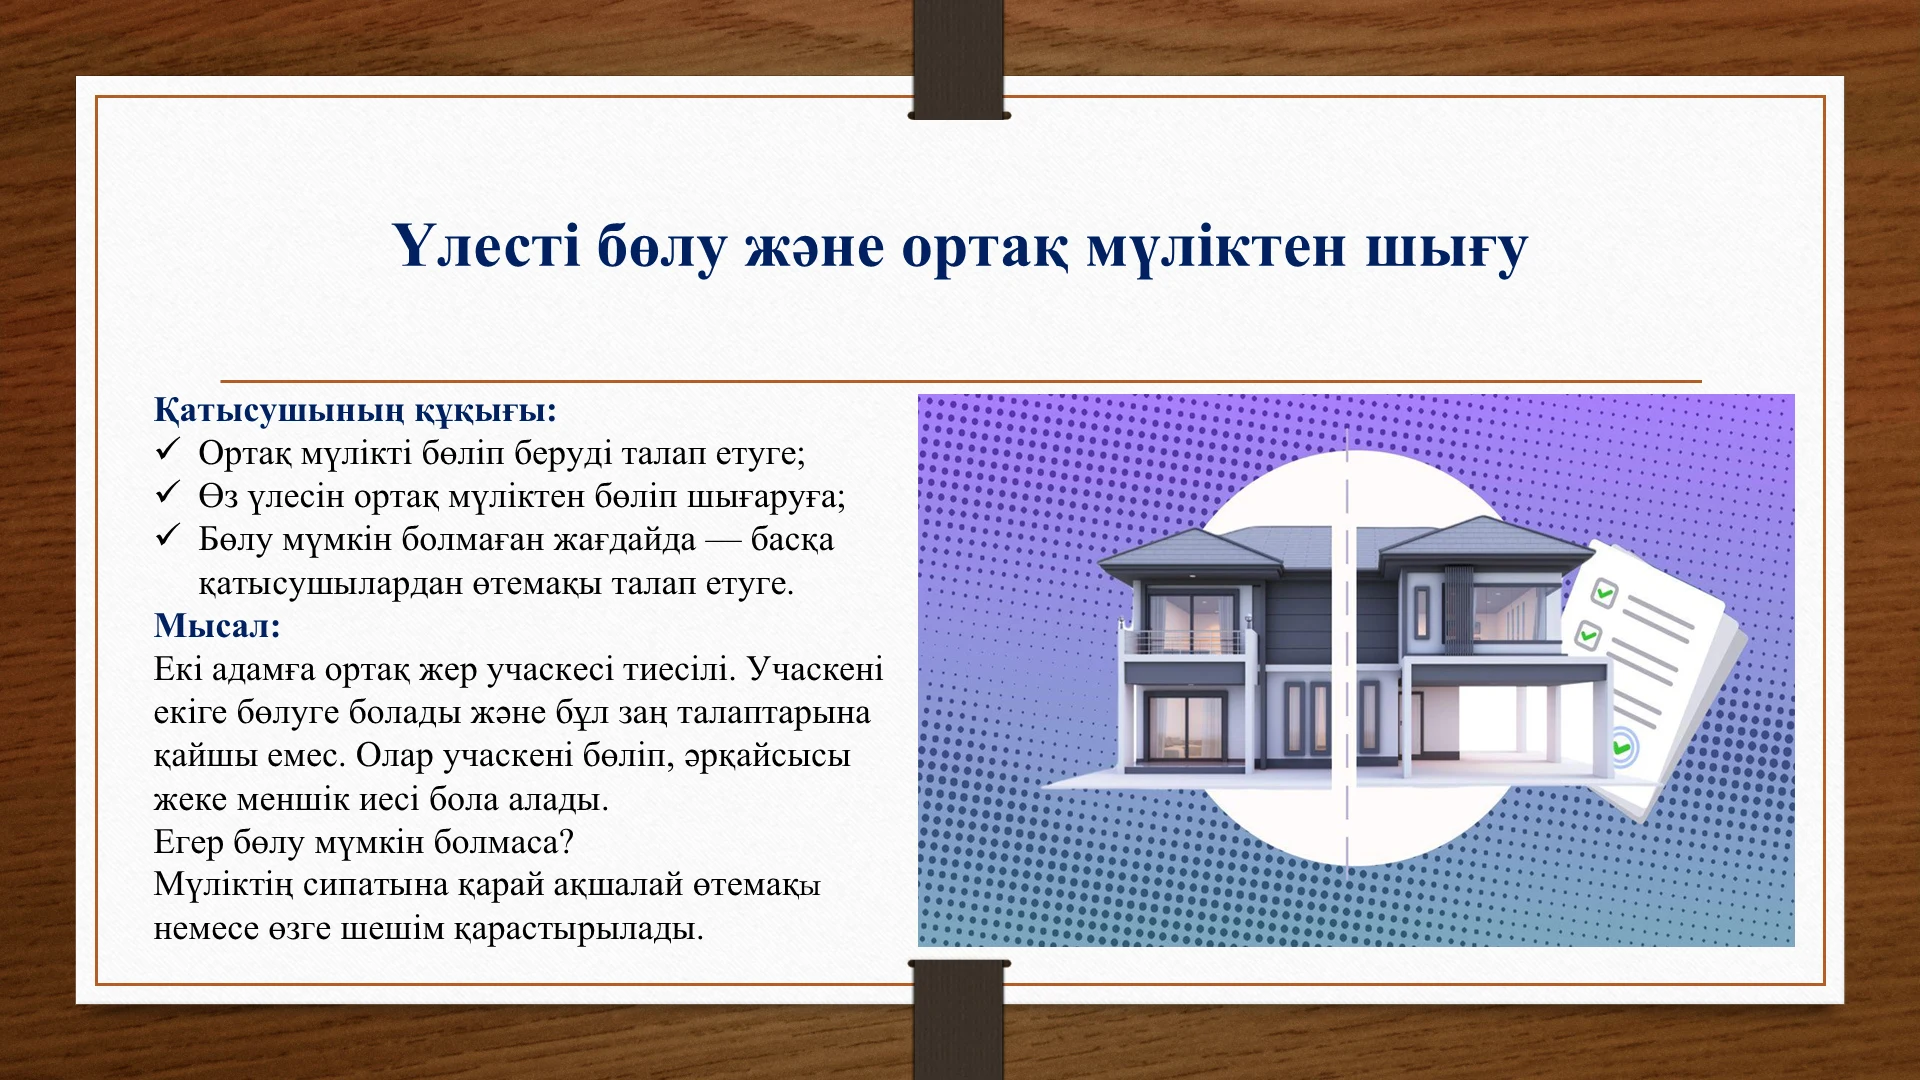 Үлесті бөлу және ортақ мүліктен шығу
Қатысушының құқығы:
✓ Ортақ мүлікті бөліп беруді талап етуге;
✓ Өз үлесін ортақ мүліктен бөліп шығаруға;
✓ Бөлу мүмкін болмаған жағдайда — басқа
қатысушылардан өтемақы талап етуге.
Мысал:
Екі адамға ортақ жер учаскесі тиесілі. Учаскені
екіге бөлуге болады және бұл заң талаптарына
қайшы емес. Олар учаскені бөліп, әрқайсысы
жеке меншік иесі бола алады.
Егер бөлу мүмкін болмаса?
Мүліктің сипатына қарай ақшалай өтемақы
немесе өзге шешім қарастырылады.